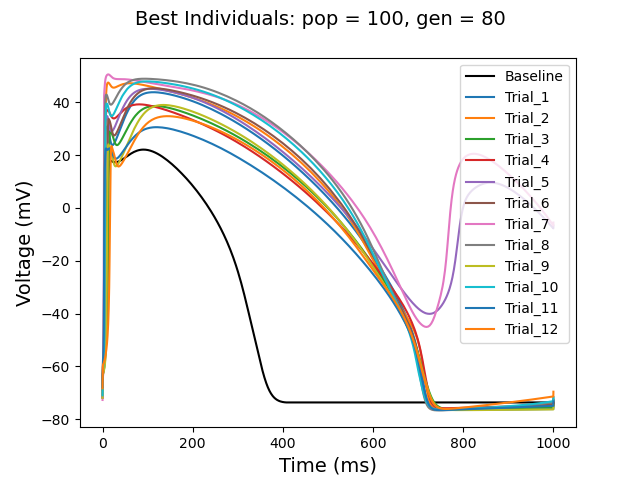 Best Individuals: pop = 100, gen = 80
Voltage (mV)
40
20
0
−20
−40
−60
−80
Baseline
Trial_1
Trial_2
Trial_3
Trial_4
Trial_5
Trial_6
Trial_7
Trial_8
Trial_9
Trial_10
Trial_11
Trial_12
0 200 400 600 800 1000
Time (ms)